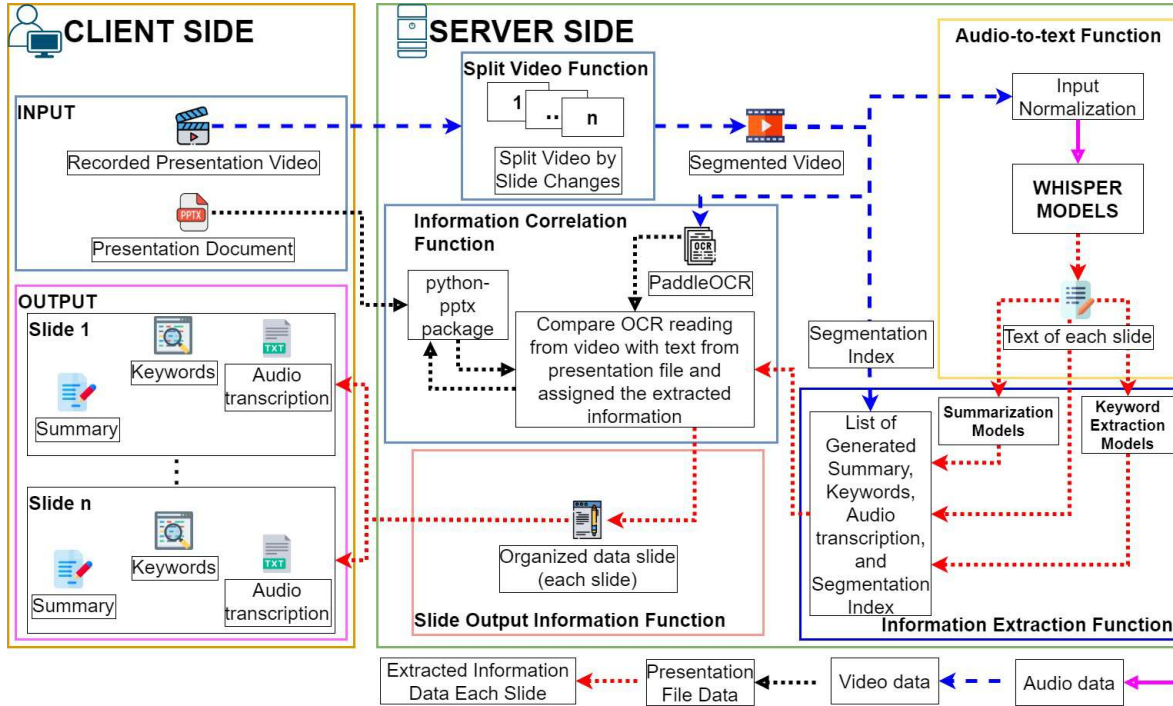 CLIENT SIDE
INPUT
Recorded Presentation Video
PPTX
Presentation Document
OUTPUT
Slide 1
Keywords
TXT
Audio
transcription
Summary
Slide n
Keywords
TXT
Audio
transcription
Summary
SERVER SIDE
Split Video Function
1
..
n
Split Video by
Slide Changes
Segmented Video
Information Correlation
Function
OCR
PaddleOCR
python-
pptx
package
Compare OCR reading
from video with text from
presentation file and
assigned the extracted
information
Organized data slide
(each slide)
Slide Output Information Function
Audio-to-text Function
Input
Normalization
WHISPER
MODELS
Text of each slide
Segmentation
Index
Summarization
Models
Keyword
Extraction
Models
List of
Generated
Summary,
Keywords,
Audio
transcription,
and
Segmentation
Index
Information Extraction Function
Extracted Information
Data Each Slide
Presentation
File Data
Video data
Audio data